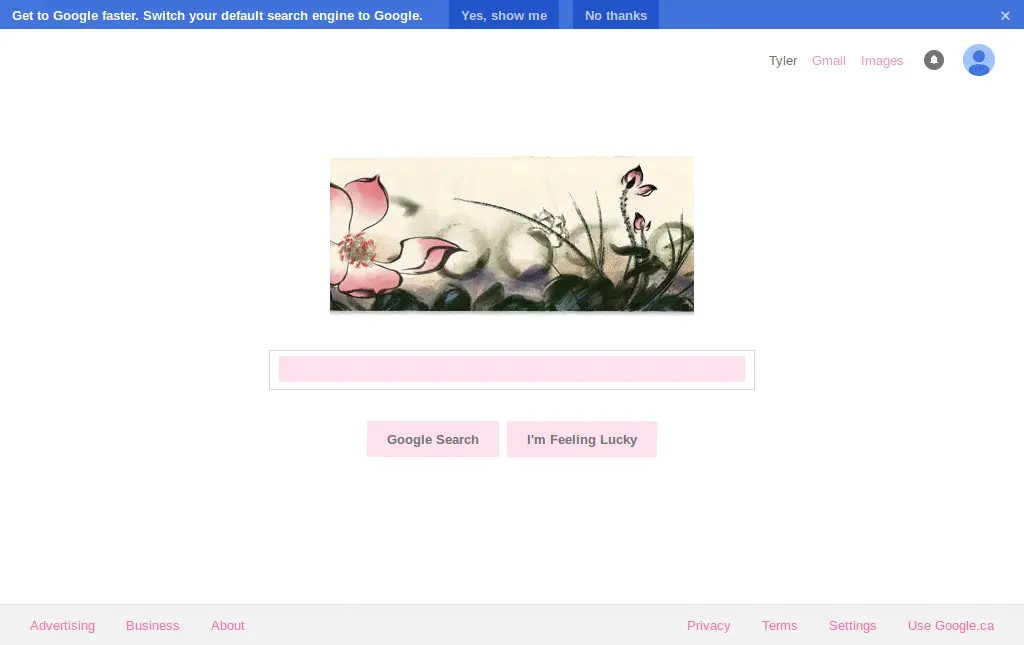 Get to Google faster. Switch your default search engine to Google. Yes, show me No thanks ×
Tyler Gmail Images
Google Search I'm Feeling Lucky
Advertising Business About Privacy Terms Settings Use Google.ca